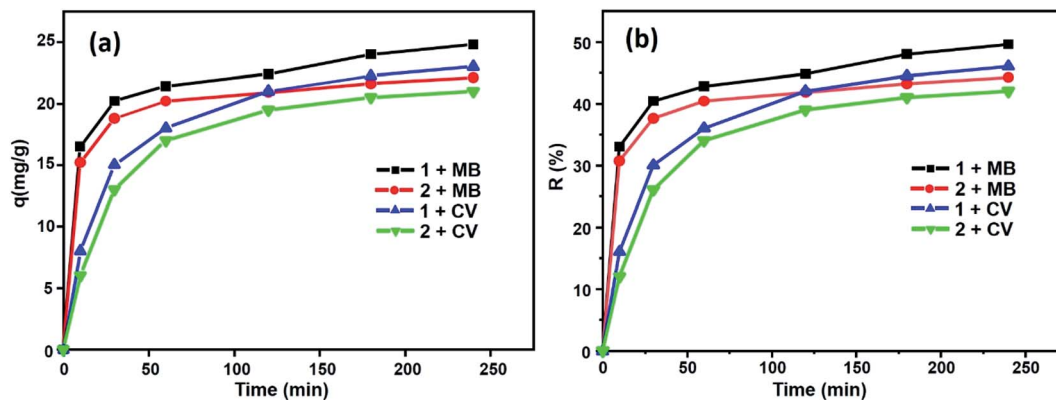 (a)
q(mg/g)
25
20
15
10
5
0
1 + MB
2 + MB
1 + CV
2 + CV
0 50 100 150 200 250
Time (min)
(b)
R (%)
50
40
30
20
10
0
1 + MB
2 + MB
1 + CV
2 + CV
0 50 100 150 200 250
Time (min)